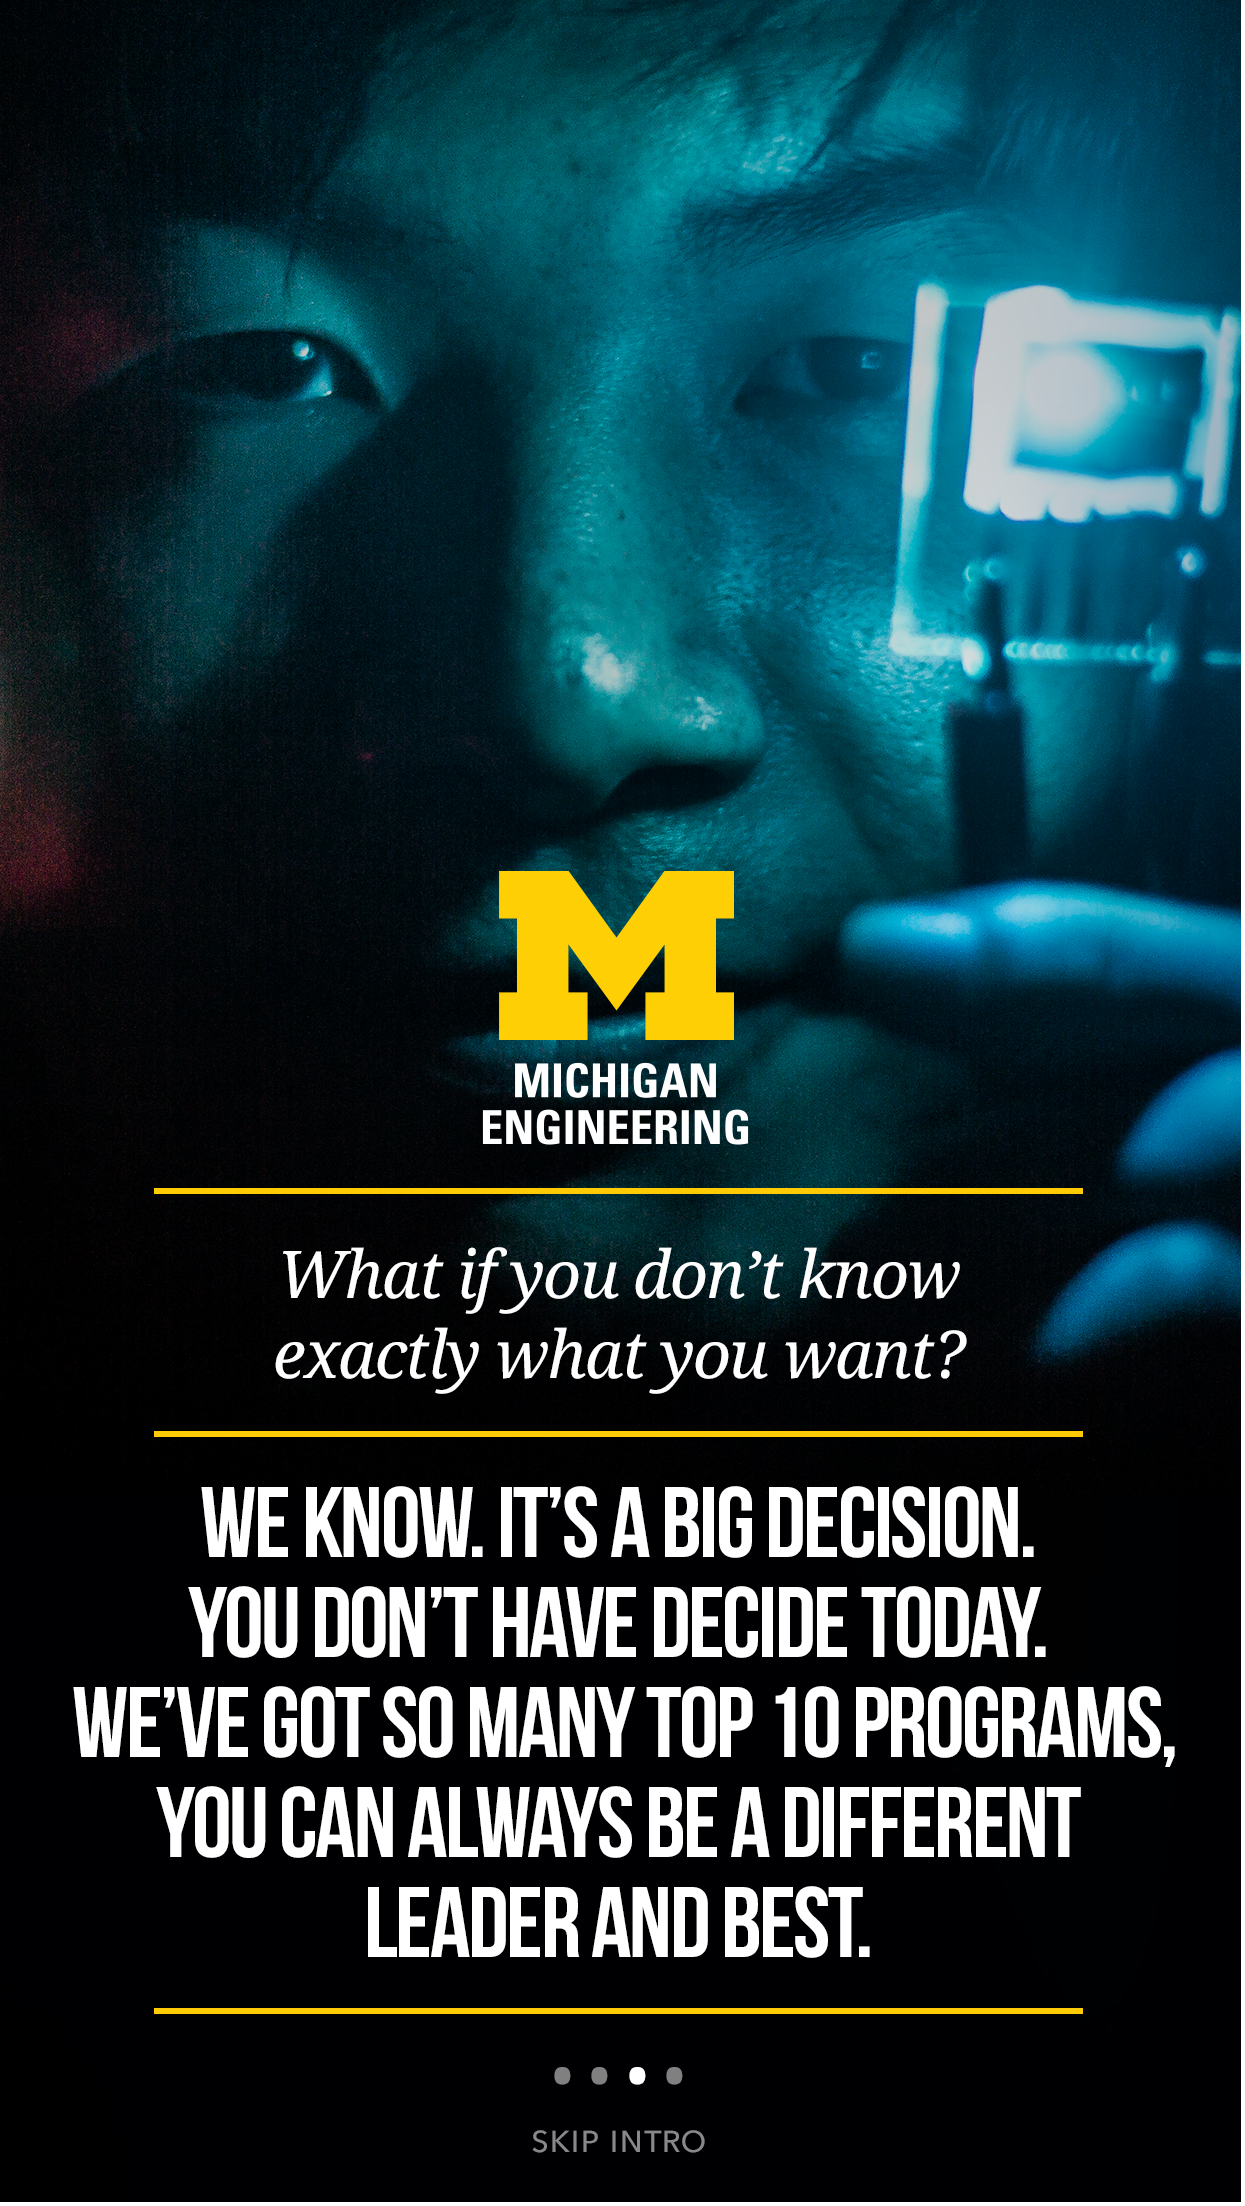 M
MICHIGAN
ENGINEERING
What if you don’t know
exactly what you want?
WE KNOW. IT’S A BIG DECISION.
YOU DON’T HAVE DECIDE TODAY.
WE’VE GOT SO MANY TOP 10 PROGRAMS,
YOU CAN ALWAYS BE A DIFFERENT
LEADER AND BEST.
SKIP INTRO